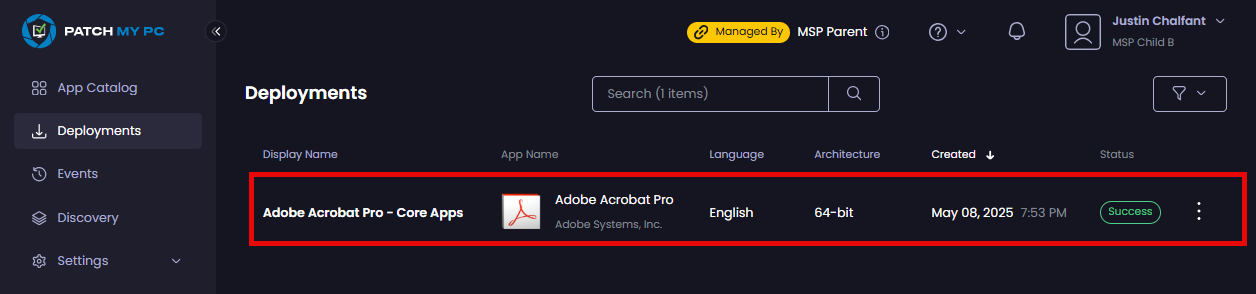 PATCH MY PC
Managed By MSP Parent
Justin Chalfant
MSP Child B
App Catalog
Deployments
Events
Discovery
Settings
Deployments
Search (1 items)
Display Name App Name Language Architecture Created Status
Adobe Acrobat Pro - Core Apps Adobe Acrobat Pro English 64-bit May 08, 2025 7:53 PM Success
Adobe Systems, Inc.